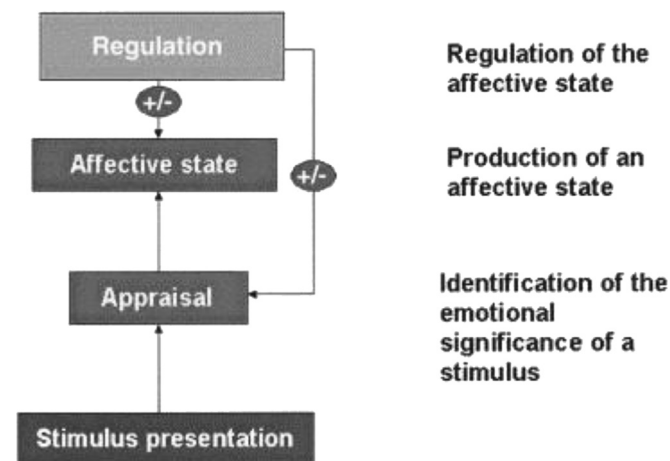 Regulation
Regulation of the
affective state
+/-
Affective state
Production of an
affective state
+/-
Appraisal
Identification of the
emotional
significance of a
stimulus
Stimulus presentation